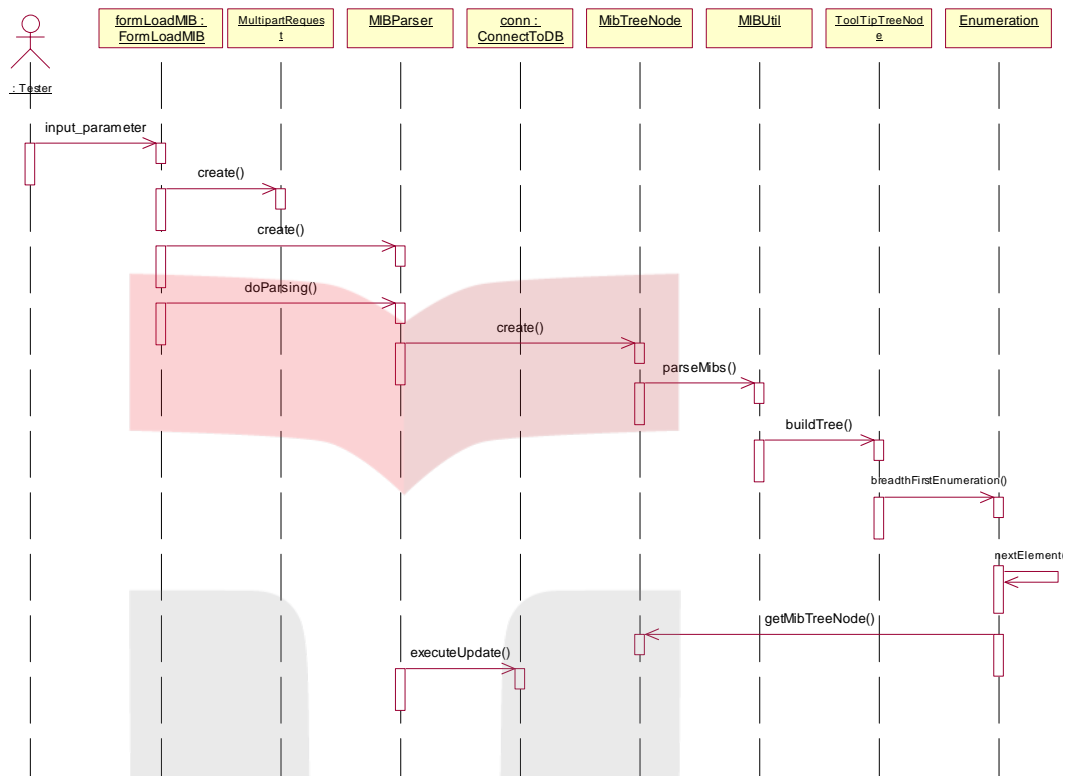 formLoadMIB :
FormLoadMIB
MultipartReques
t
MIBParser
conn :
ConnectToDB
MibTreeNode
MIBUtil
ToolTipTreeNod
e
Enumeration
: Tester
input_parameter
create()
create()
doParsing()
create()
parseMibs()
buildTree()
breadthFirstEnumeration()
nextElement(
getMibTreeNode()
executeUpdate()